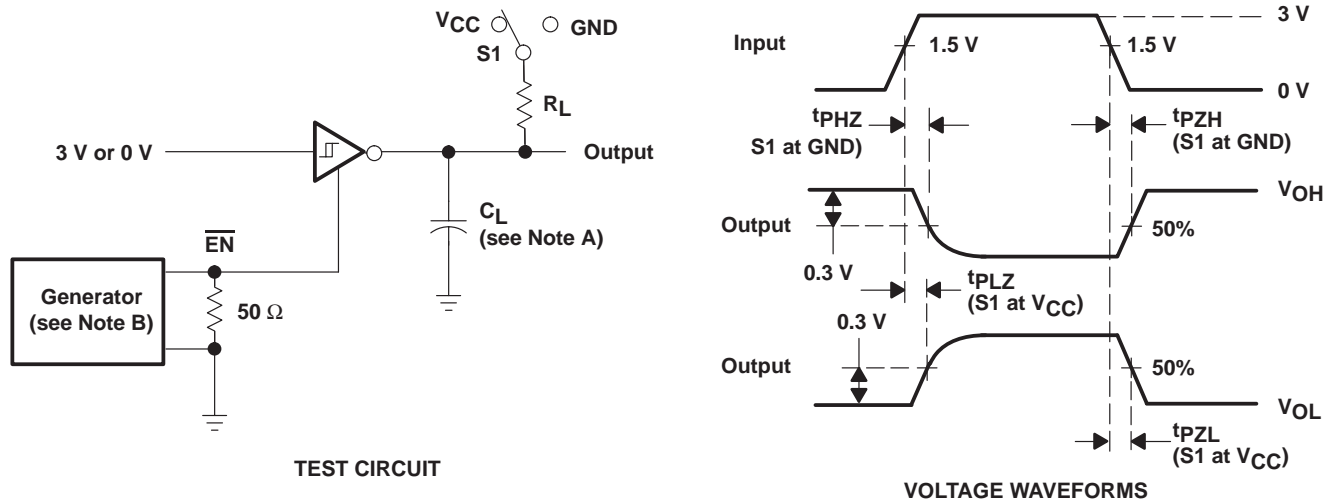 VCC
GND
S1
RL
3 V or 0 V
Output
CL
(see Note A)
EN
Generator
(see Note B)
50 Ω
TEST CIRCUIT
3 V
Input
1.5 V
1.5 V
0 V
tPHZ
S1 at GND)
tPZH
(S1 at GND)
VOH
Output
50%
0.3 V
tPLZ
(S1 at VCC)
0.3 V
Output
50%
VOL
tPZL
(S1 at VCC)
VOLTAGE WAVEFORMS